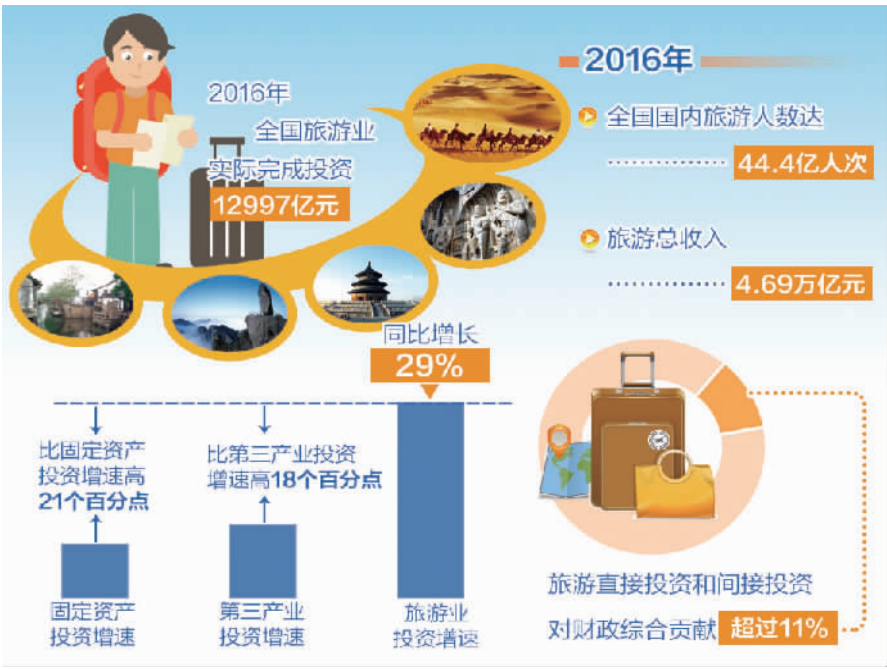 2016年
全国旅游业
实际完成投资
12997亿元
2016年
全国国内旅游人数达
44.4亿人次
旅游总收入
4.69万亿元
同比增长
29%
比固定资产
投资增速高
21个百分点
比第三产业投资
增速高18个百分点
固定资产
投资增速
第三产业
投资增速
旅游业
投资增速
旅游直接投资和间接投资
对财政综合贡献 超过11%